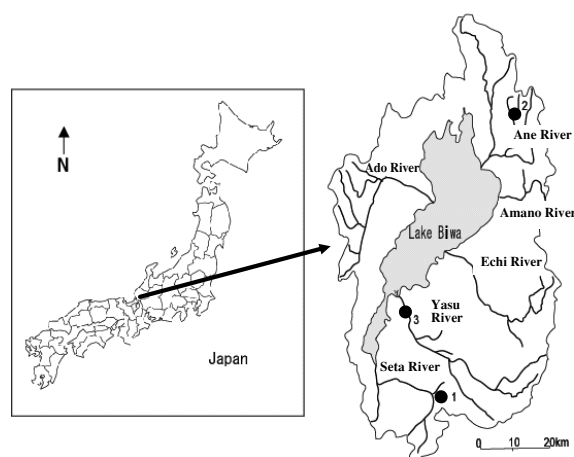 N
Japan
2
Ane River
Ado River
Amano River
Lake Biwa
Echi River
Yasu
River
3
Seta River
1
0 10 20km